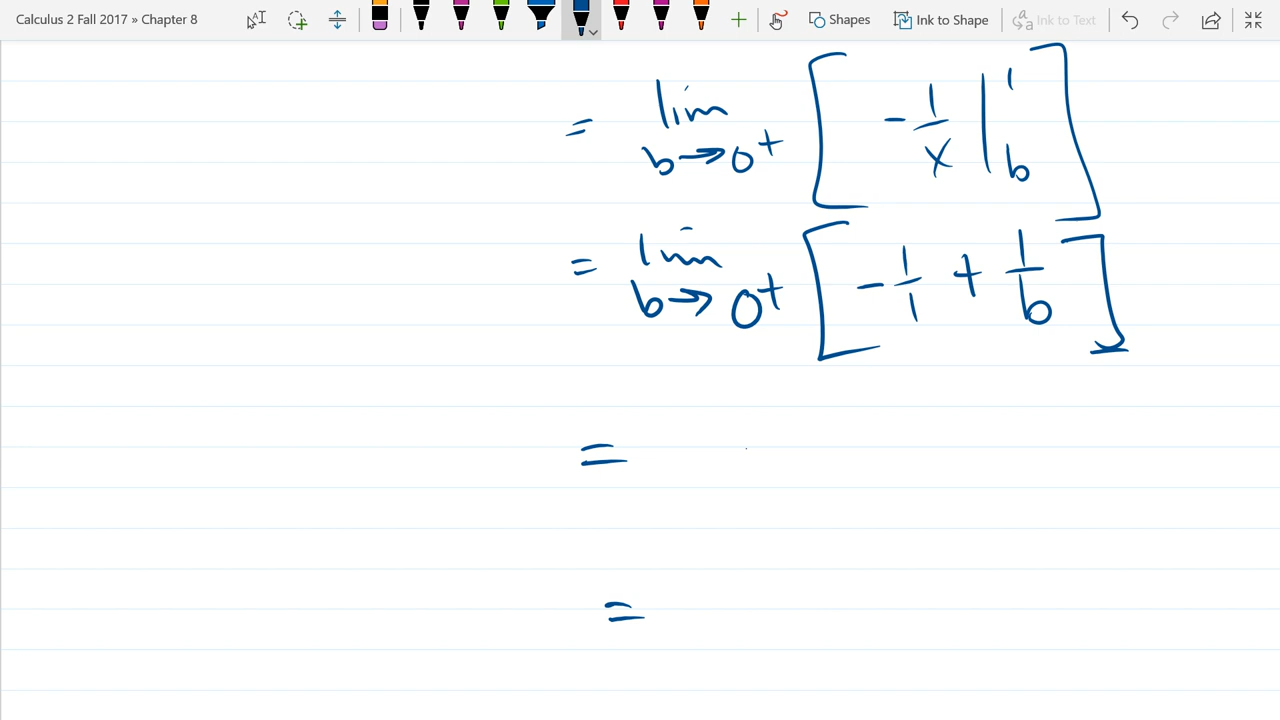 Calculus 2 Fall 2017 » Chapter 8 Shapes Ink to Shape Ink to Text
= lim b→0⁺ [ -1/x | 1 b ]
= lim b→0⁺ [ -1/1 + 1/b ]
=
=